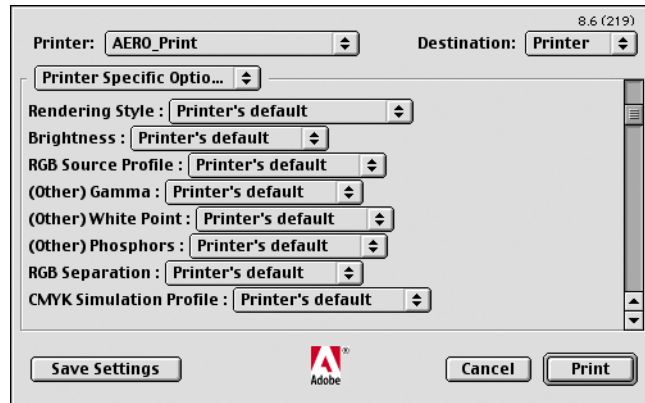 8.6 (219)
Printer: AERO_Print Destination: Printer
Printer Specific Optio...
Rendering Style : Printer's default
Brightness : Printer's default
RGB Source Profile : Printer's default
(Other) Gamma : Printer's default
(Other) White Point : Printer's default
(Other) Phosphors : Printer's default
RGB Separation : Printer's default
CMYK Simulation Profile : Printer's default
Save Settings Adobe® Cancel Print